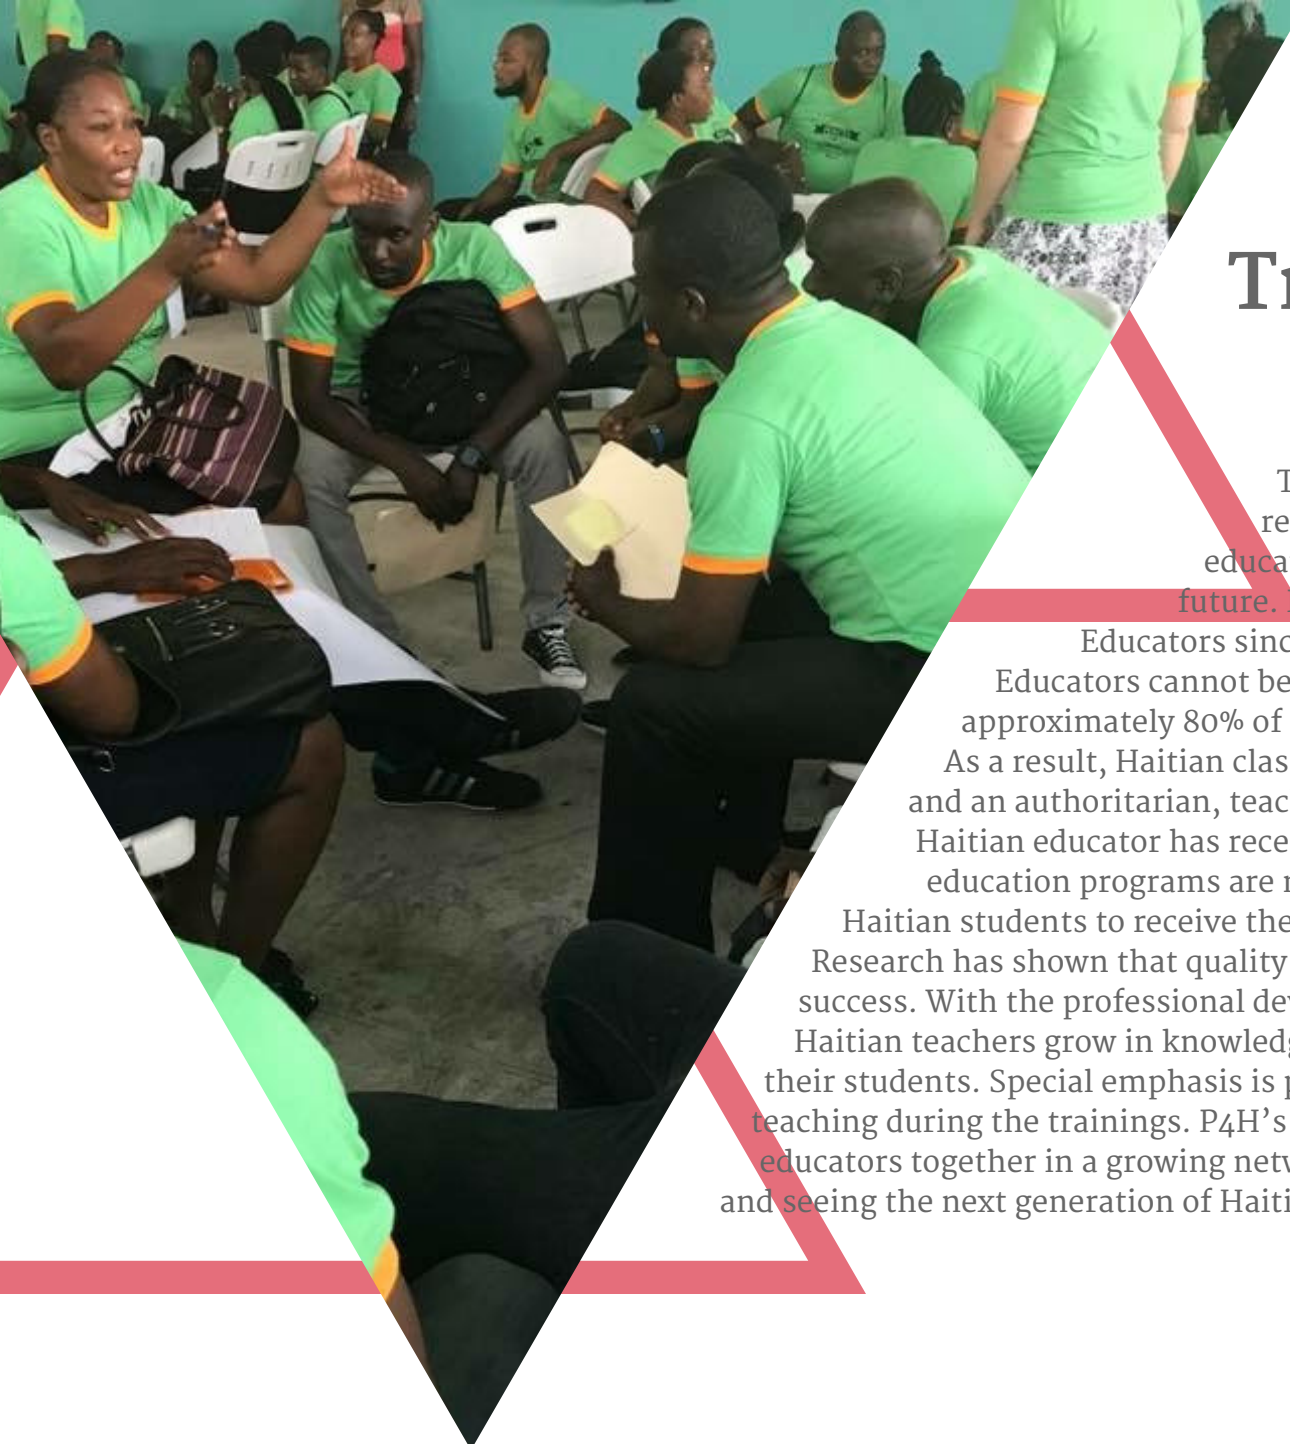 Tr
T
re
educa
future.
Educators sinc
Educators cannot be
approximately 80% of
As a result, Haitian clas
and an authoritarian, teac
Haitian educator has rece
education programs are
Haitian students to receive the
Research has shown that quality
success. With the professional dev
Haitian teachers grow in knowledg
their students. Special emphasis is p
teaching during the trainings. P4H’s
educators together in a growing netw
and seeing the next generation of Haiti